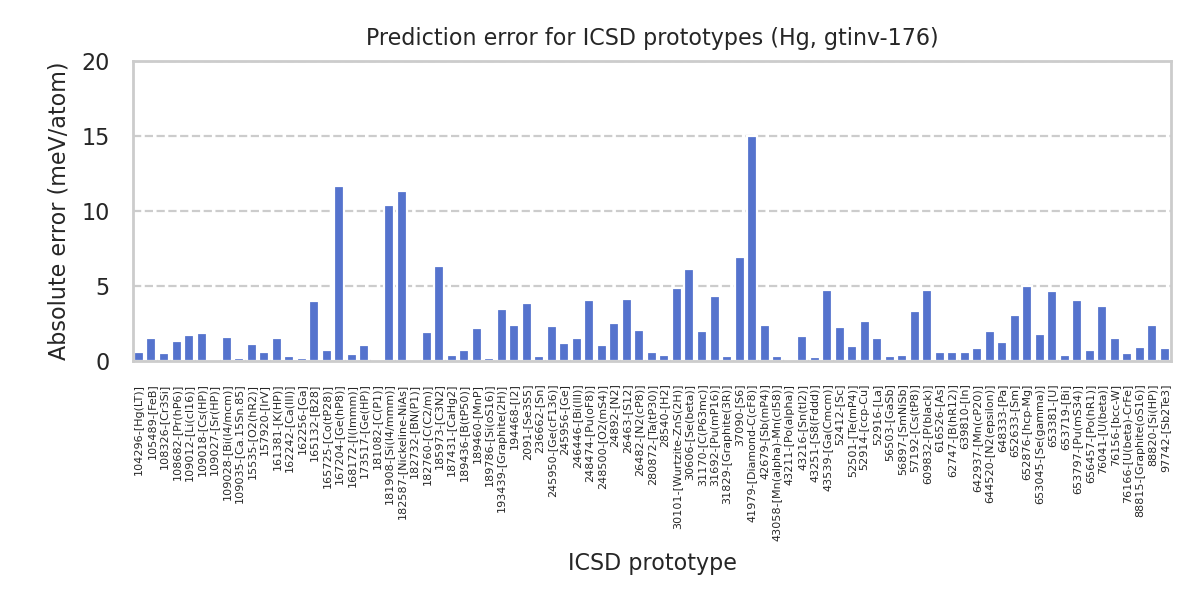 Prediction error for ICSD prototypes (Hg, gtinv-176)
Absolute error (meV/atom)
20
15
10
5
0
104296-[Hg(LT)]
105489-[FeB]
108326-[Cr3Si]
108682-[Pr(hP6)]
109012-[Li(cI16)]
109018-[Cs(HP)]
109027-[Sr(HP)]
109028-[Bi(I4/mcm)]
109035-[Ca.15Sn.85]
15535-[O2(hR2)]
157920-[IrV]
161381-[K(HP)]
162242-[Ca(III)]
162256-[Ga]
165132-[B28]
165725-[Co(tP28)]
167204-[Ge(hP8)]
168172-[I(Immm)]
173517-[Ge(HP)]
181082-[C(P1)]
181908-[Si(I4/mmm)]
182587-[Nickeline-NiAs]
182732-[BN(P1)]
182760-[C(C2/m)]
185973-[C3N2]
187431-[CaHg2]
189436-[B(tP50)]
189460-[MnP]
189786-[Si(oS16)]
193439-[Graphite(2H)]
194468-[I2]
2091-[Se3S5]
236662-[Sn]
245950-[Ge(cF136)]
245956-[Ge]
246446-[Bi(III)]
248474-[Pu(oF8)]
248500-[O2(mS4)]
24892-[N2]
26463-[S12]
26482-[N2(cP8)]
280872-[Ta(tP30)]
28540-[H2]
30101-[Wurtzite-ZnS(2H)]
30606-[Se(beta)]
31170-[C(P63mc)]
31692-[Pu(mP16)]
31829-[Graphite(3R)]
37090-[S6]
41979-[Diamond-C(cF8)]
42679-[Sb(mP4)]
43058-[Mn(alpha)-Mn(cI58)]
43211-[Po(alpha)]
43216-[Sn(tI2)]
43251-[S8(Fddd)]
43539-[Ga(Cmcm)]
52412-[Sc]
52501-[Te(mP4)]
52914-[ccp-Cu]
52916-[La]
56503-[GaSb]
56897-[SmNiSb]
57192-[Cs(tP8)]
609832-[P(black)]
616526-[As]
62747-[B(hR12)]
639810-[In]
642937-[Mn(cP20)]
644520-[N2(epsilon)]
648333-[Pa]
652633-[Sm]
652876-[hcp-Mg]
653045-[Se(gamma)]
653381-[U]
653719-[Bi]
653797-[Pu(mS34)]
656457-[Po(hR1)]
76041-[U(beta)]
76156-[bcc-W]
76166-[U(beta)-CrFe]
88815-[Graphite(oS16)]
88820-[Si(HP)]
97742-[Sb2Te3]
ICSD prototype